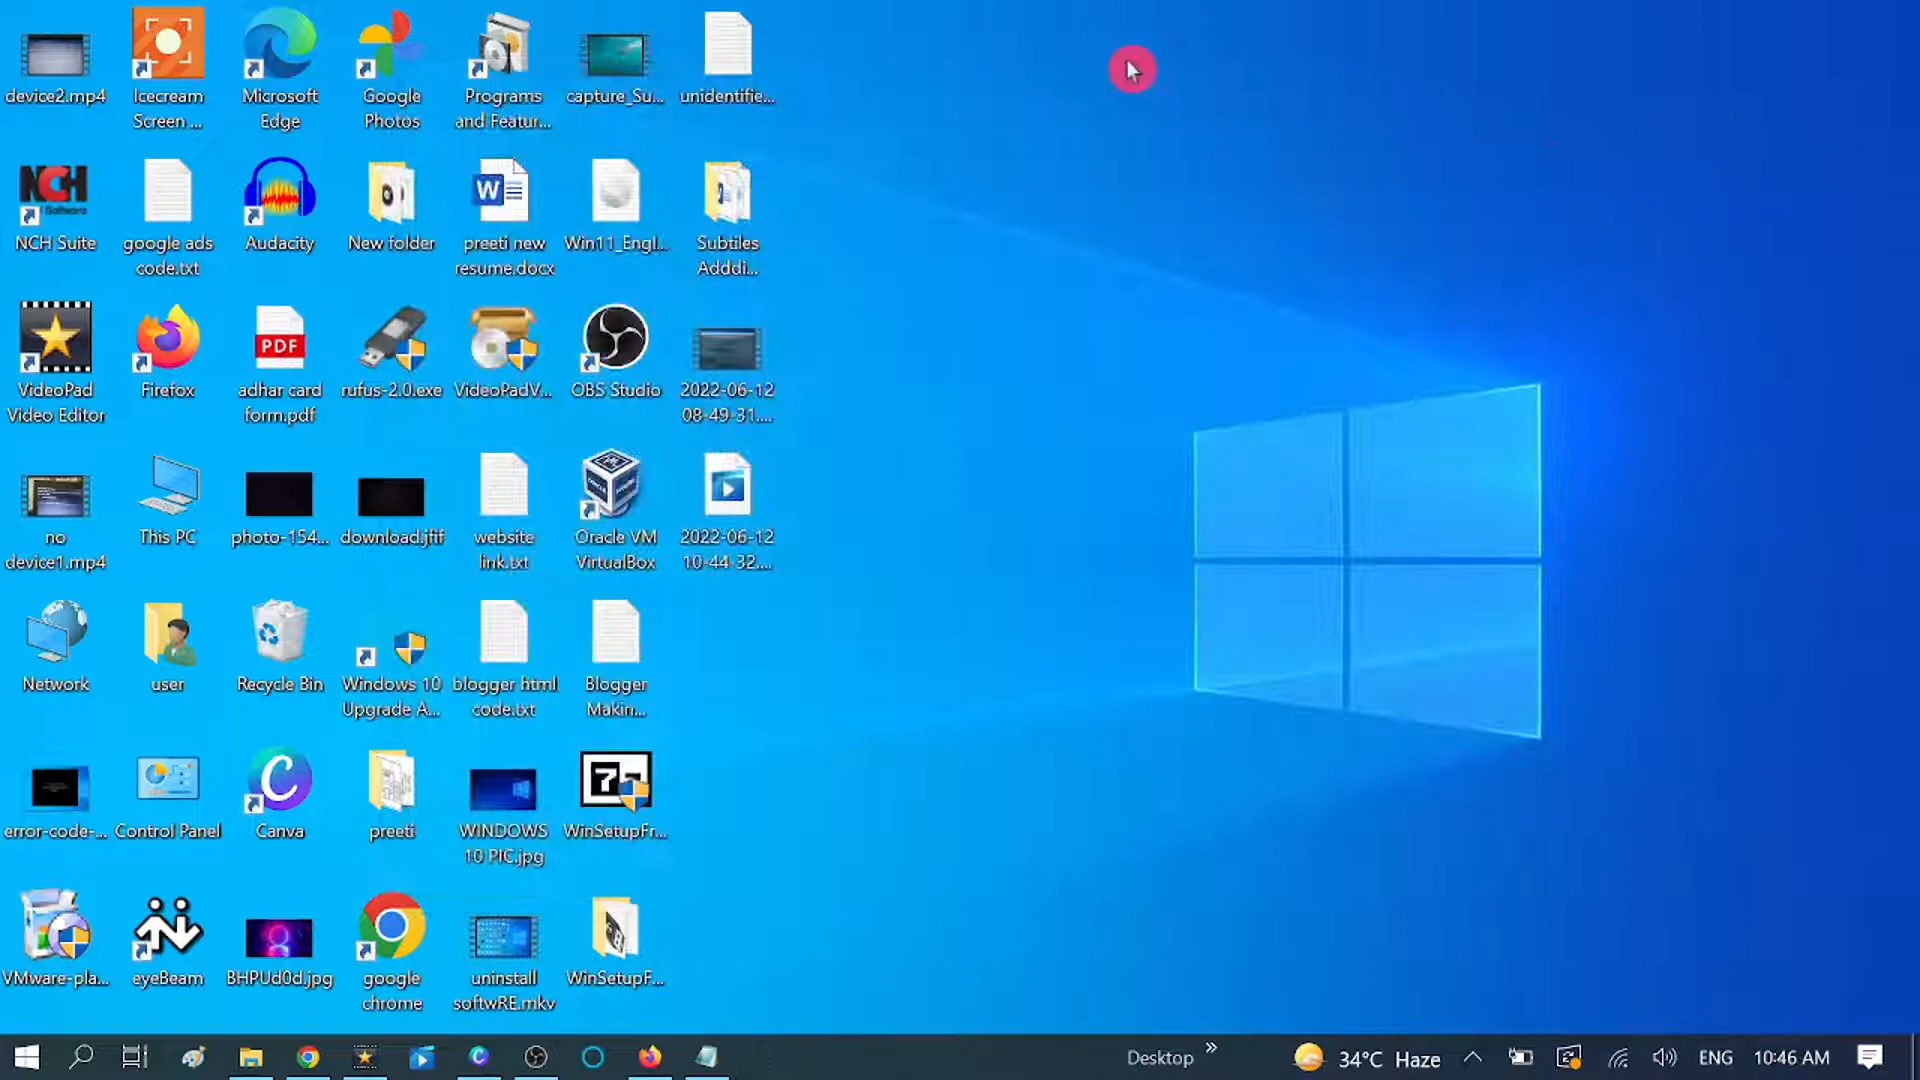 device2.mp4
Icecream
Screen ...
Microsoft
Edge
Google
Photos
Programs
and Featur...
capture_Su...
unidentifie...
NCH
Software
NCH Suite
google ads
code.txt
Audacity
New folder
W
preeti new
resume.docx
Win11_Engl...
Subtiles
Adddi...
VideoPad
Video Editor
Firefox
PDF
adhar card
form.pdf
rufus-2.0.exe
VideoPadV...
OBS Studio
2022-06-12
08-49-31....
no
device1.mp4
This PC
photo-154...
download.jfif
website
link.txt
Oracle VM
VirtualBox
2022-06-12
10-44-32....
Network
user
Recycle Bin
Windows 10
Upgrade A...
blogger html
code.txt
Blogger
Makin...
error-code-...
Control Panel
C
Canva
preeti
WINDOWS
10 PIC.jpg
7z
WinSetupFr...
VMware-pla...
eyeBeam
BHPUd0d.jpg
google
chrome
uninstall
softwRE.mkv
WinSetupF...
Desktop
34°C Haze
ENG
10:46 AM